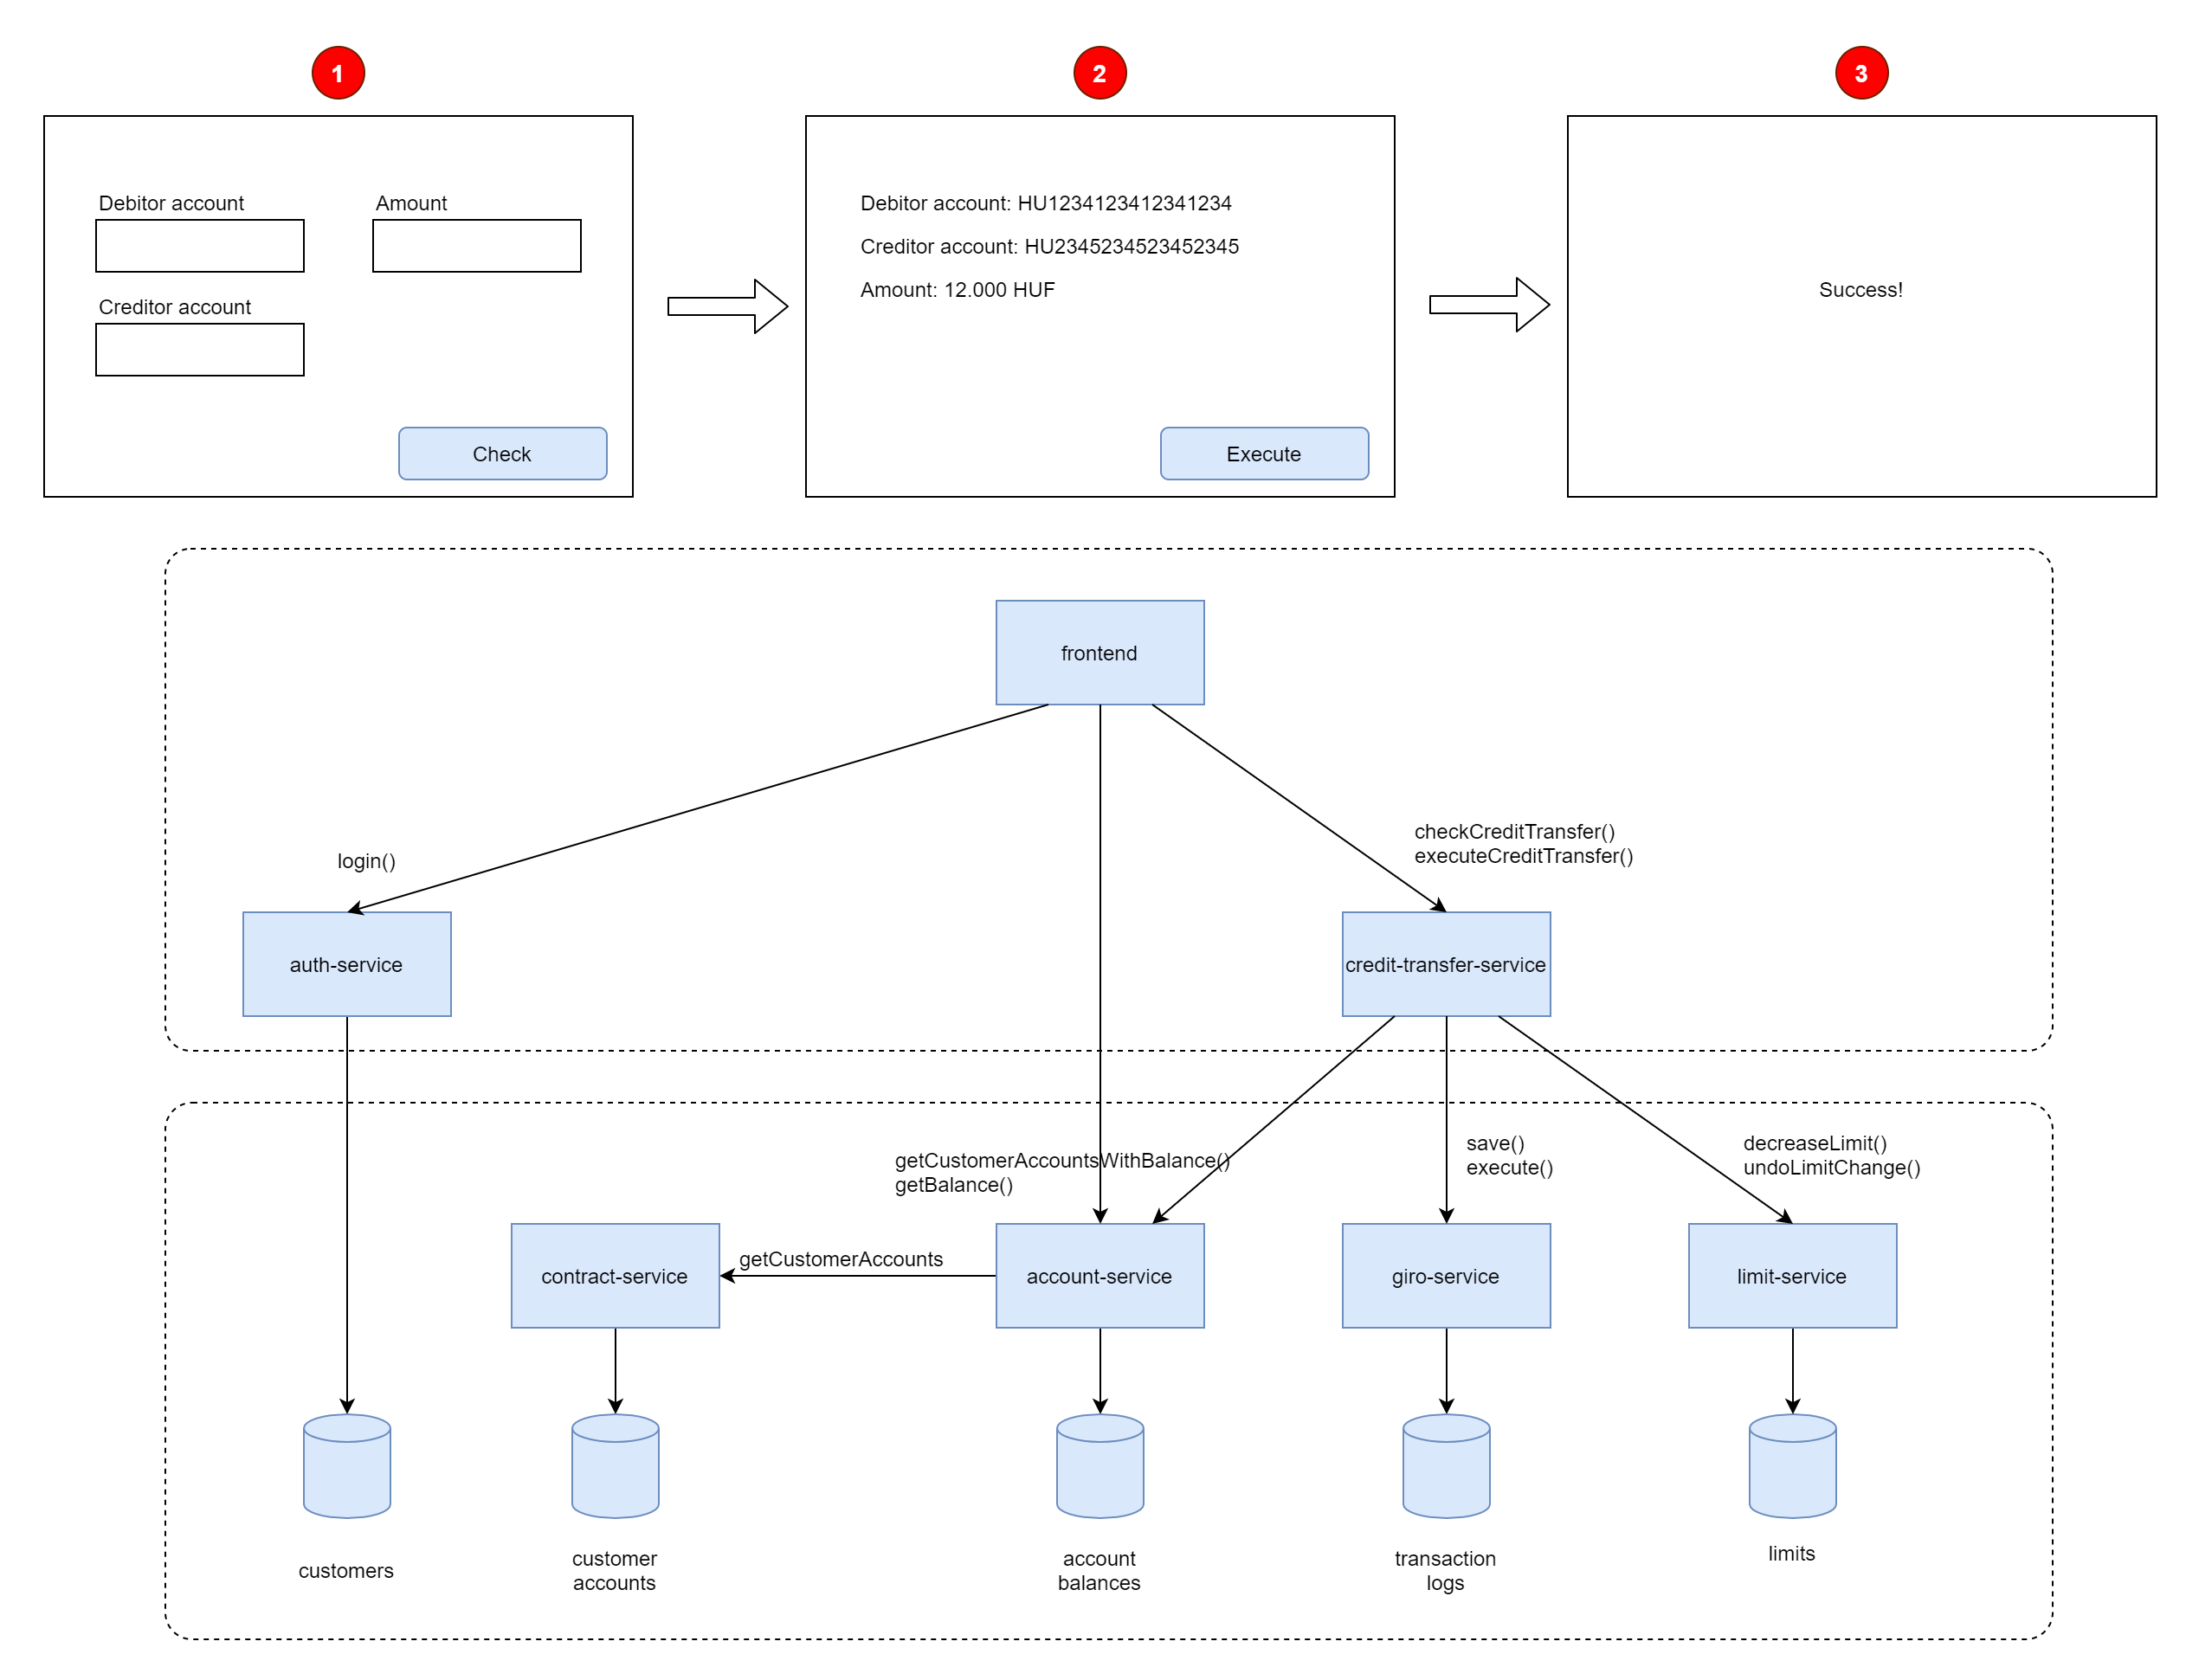 1
2
3
Debitor account
Amount
Creditor account
Check
Debitor account: HU1234123412341234
Creditor account: HU2345234523452345
Amount: 12.000 HUF
Execute
Success!
frontend
login()
checkCreditTransfer()
executeCreditTransfer()
auth-service
credit-transfer-service
getCustomerAccountsWithBalance()
getBalance()
save()
execute()
decreaseLimit()
undoLimitChange()
contract-service
getCustomerAccounts
account-service
giro-service
limit-service
customers
customer
accounts
account
balances
transaction
logs
limits